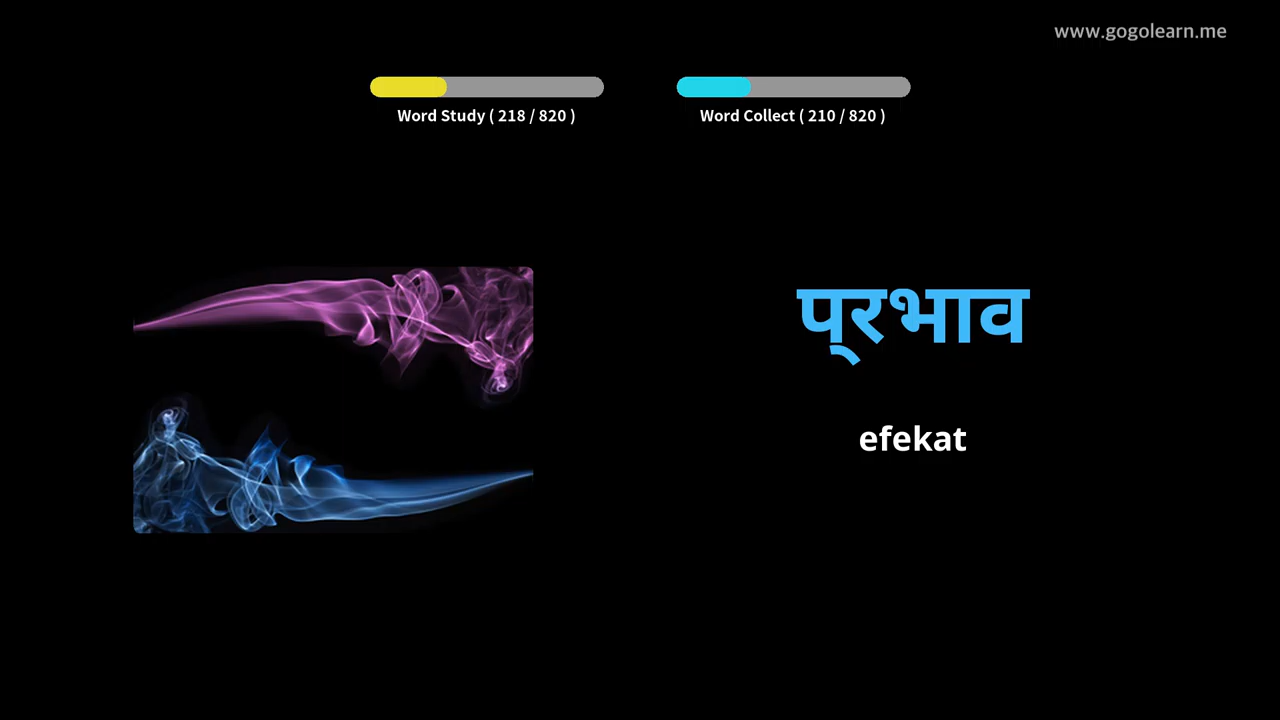 www.gogolearn.me
Word Study ( 218 / 820 )
Word Collect ( 210 / 820 )
प्रभाव
efekat